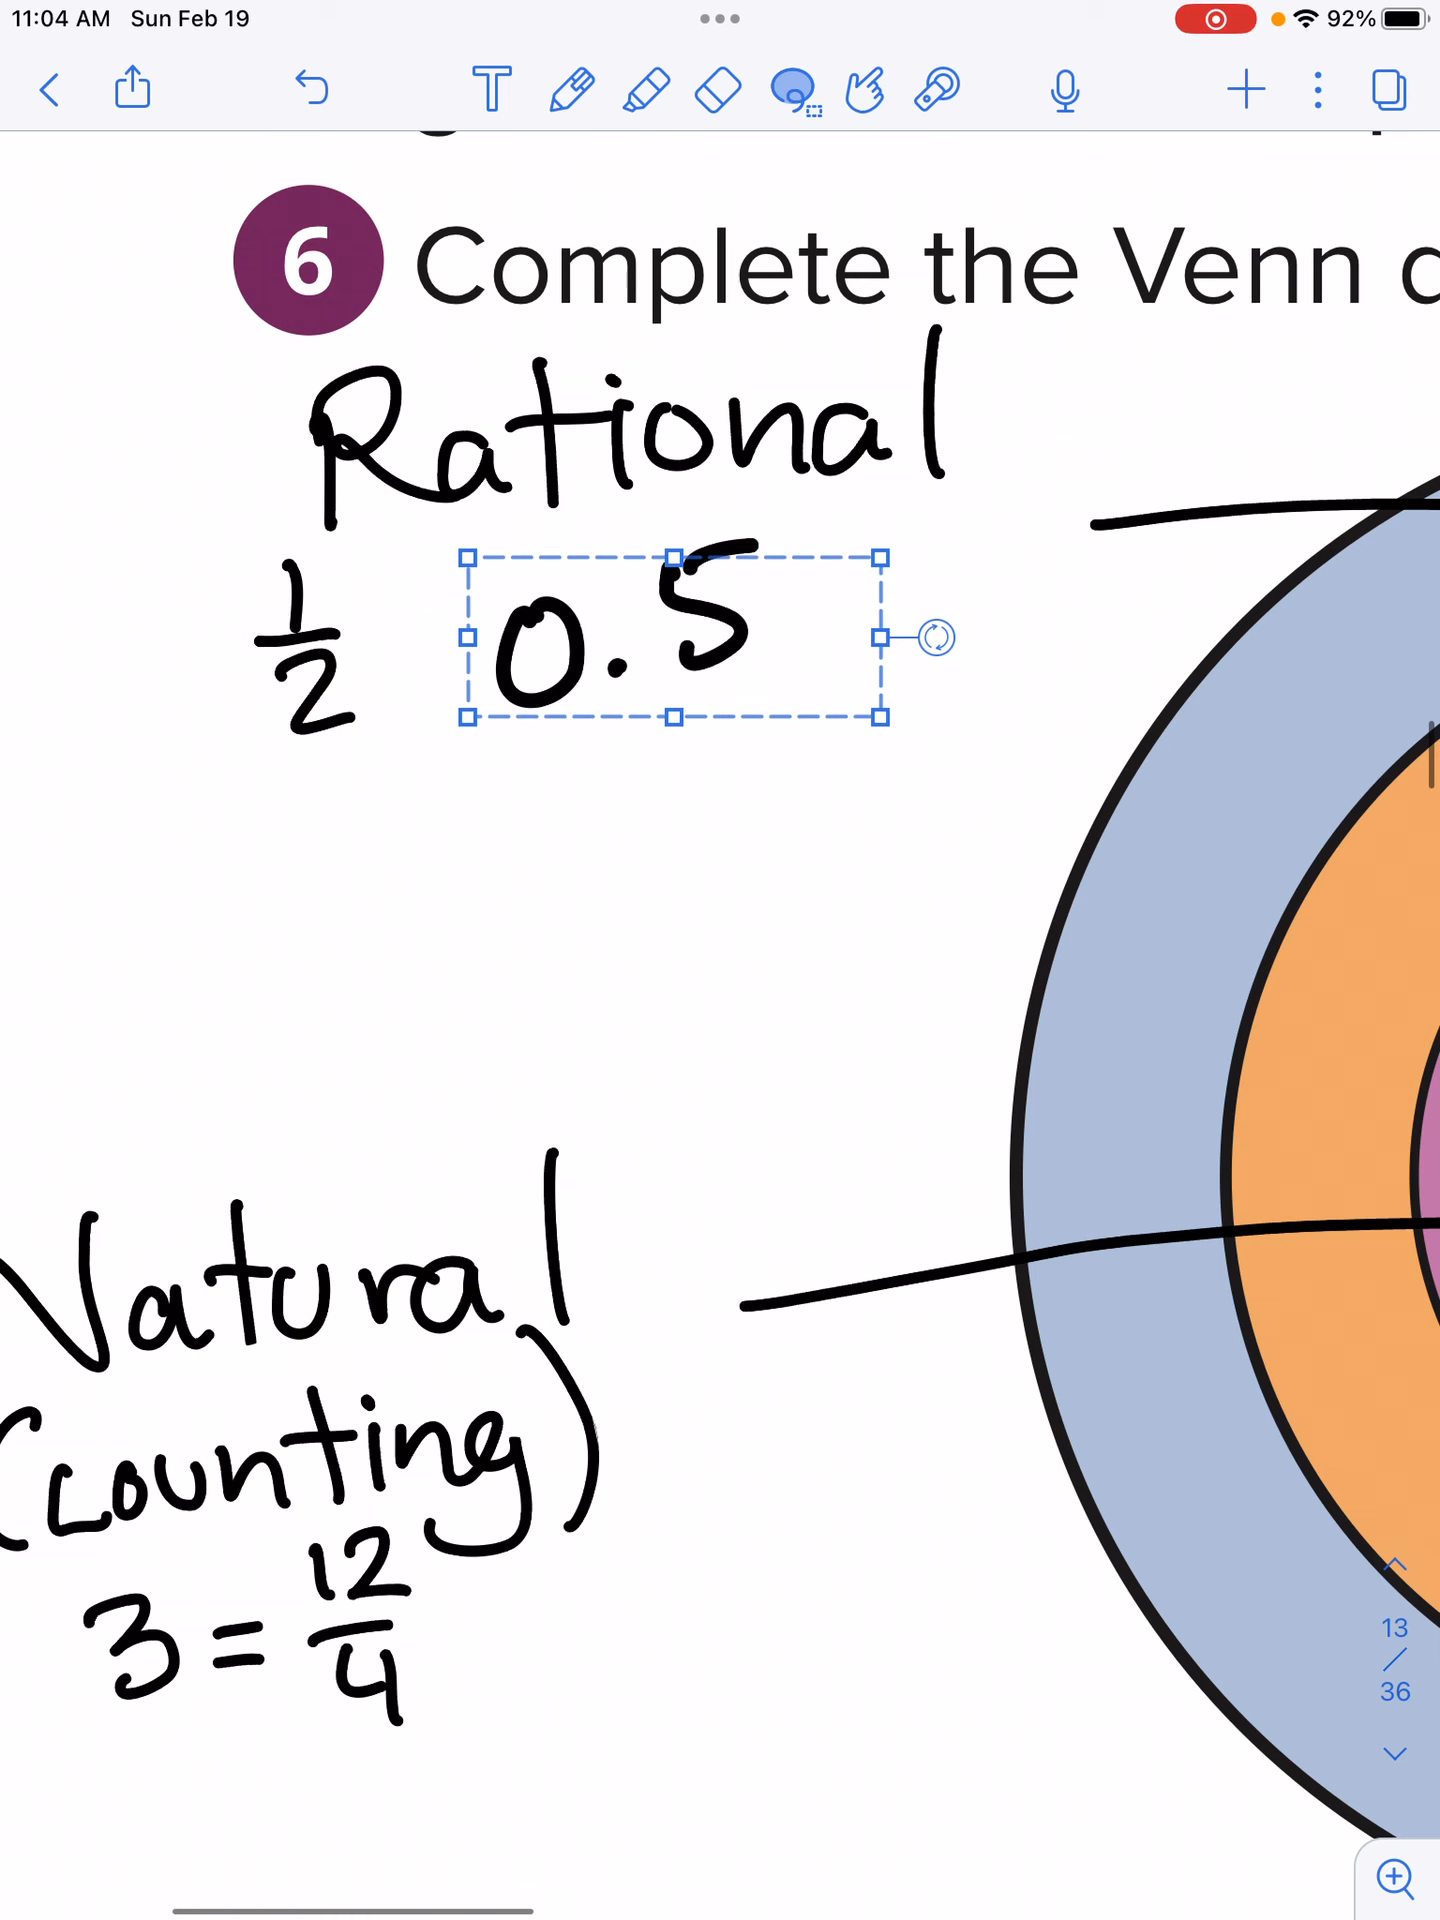 11:04 AM Sun Feb 19
92%
6 Complete the Venn
Rational
1/2 0.5
Natural
(counting)
3 = 12/4
13
/
36